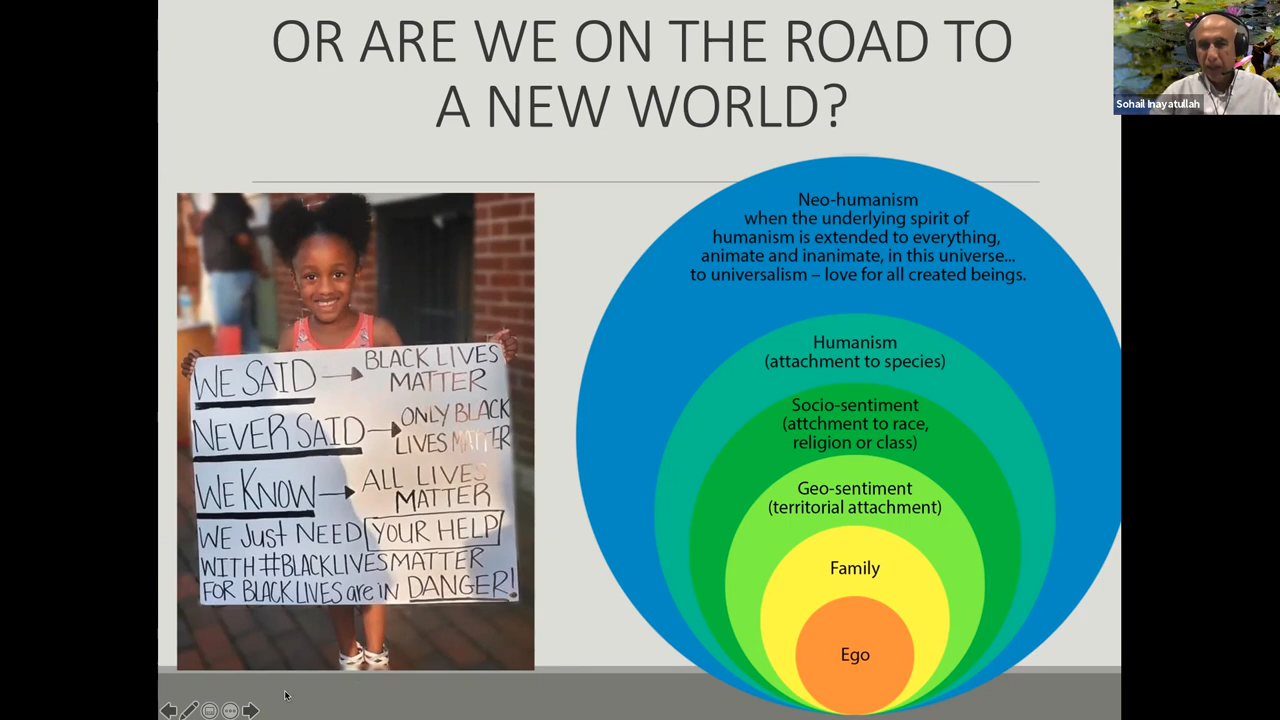 OR ARE WE ON THE ROAD TO
A NEW WORLD?
Sohail Inayatullah
WE SAID → BLACK LIVES
MATTER
NEVER SAID → ONLY BLACK
LIVES MATTER
WE KNOW → ALL LIVES
MATTER
WE JUST NEED YOUR HELP
WITH #BLACKLIVESMATTER
FOR BLACK LIVES are IN DANGER!
Neo-humanism
when the underlying spirit of
humanism is extended to everything,
animate and inanimate, in this universe...
to universalism – love for all created beings.
Humanism
(attachment to species)
Socio-sentiment
(attchment to race,
religion or class)
Geo-sentiment
(territorial attachment)
Family
Ego